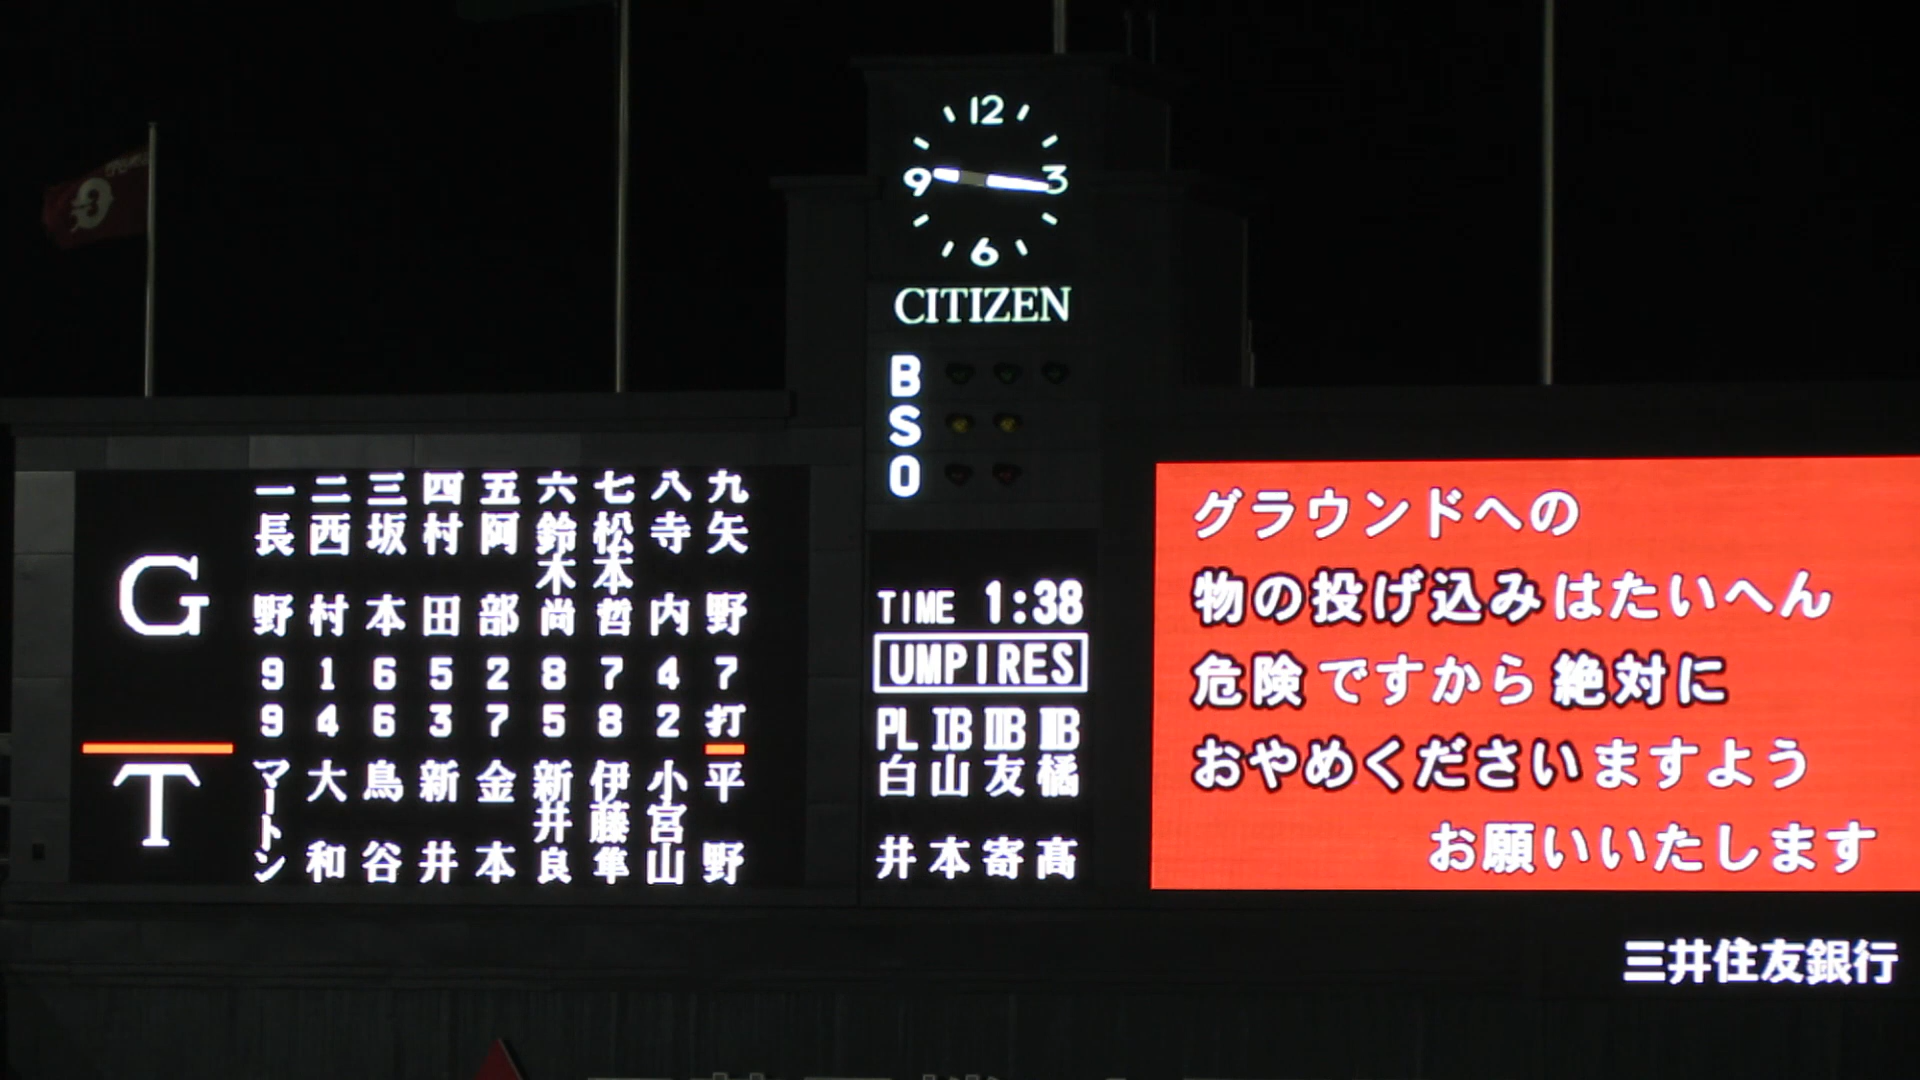 12
9 3
6
CITIZEN
B
S
O
一 二 三 四 五 六 七 八 九
G
長野 西村 坂本 村田 阿部 鈴木尚 松本哲 寺内 矢野
9 1 6 5 2 8 7 4 7
9 4 6 3 7 5 8 2 打
T
マートン 大和 鳥谷 新井 金本 新井良 伊藤隼 小宮山 平野
TIME 1:38
UMPIRES
PL ⅠB ⅡB ⅢB
白井 山本 友寄 橘髙
グラウンドへの
物の投げ込みはたいへん
危険ですから絶対に
おやめくださいますよう
お願いいたします
三井住友銀行